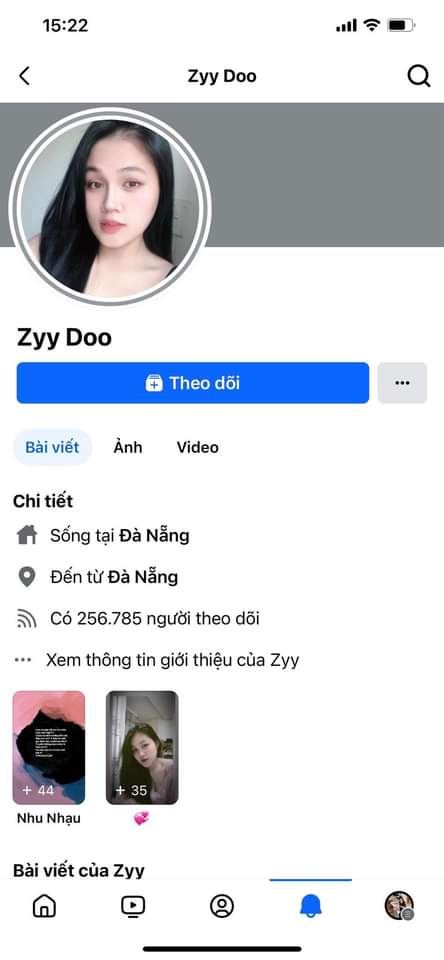 15:22
Zyy Doo
Zyy Doo
Theo dõi
Bài viết
Ảnh
Video
Chi tiết
Sống tại Đà Nẵng
Đến từ Đà Nẵng
Có 256.785 người theo dõi
Xem thông tin giới thiệu của Zyy
+ 44
+ 35
Nhu Nhạu
Bài viết của Zyy